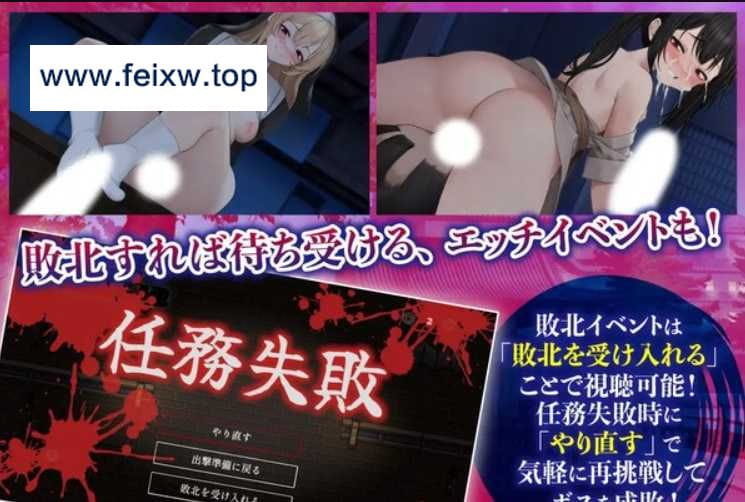 www.feixw.top
敗北すれば待ち受ける、エッチイベントも!
任務失敗
やり直す
出撃準備に戻る
敗北を受け入れる
敗北イベントは
「敗北を受け入れる」
ことで視聴可能!
任務失敗時に
「やり直す」で
気軽に再挑戦して